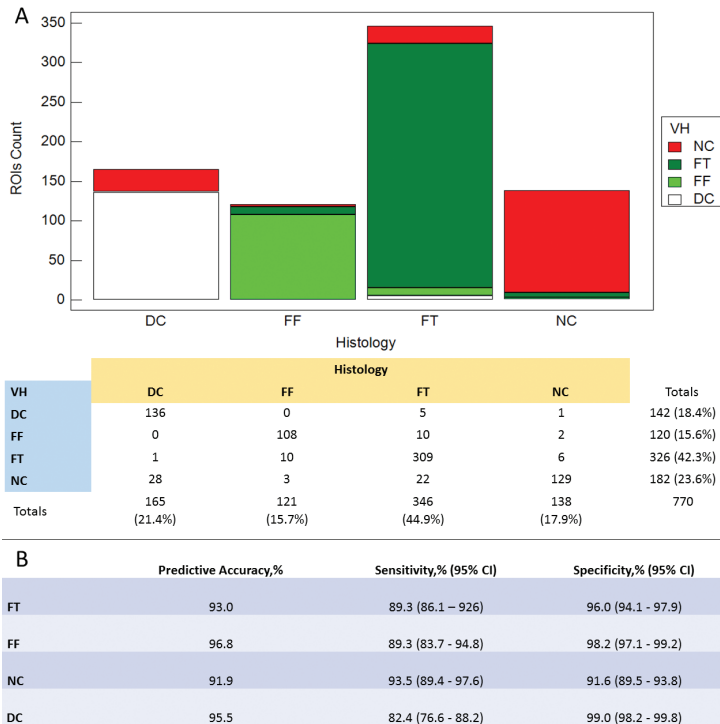 A
350
300
250
200
150
100
50
0
ROIs Count
DC FF FT NC
Histology
VH
NC
FT
FF
DC
Histology
VH DC FF FT NC Totals
DC 136 0 5 1 142 (18.4%)
FF 0 108 10 2 120 (15.6%)
FT 1 10 309 6 326 (42.3%)
NC 28 3 22 129 182 (23.6%)
Totals 165 121 346 138 770
(21.4%) (15.7%) (44.9%) (17.9%)
B
Predictive Accuracy,% Sensitivity,% (95% CI) Specificity,% (95% CI)
FT 93.0 89.3 (86.1 – 926) 96.0 (94.1 - 97.9)
FF 96.8 89.3 (83.7 - 94.8) 98.2 (97.1 - 99.2)
NC 91.9 93.5 (89.4 - 97.6) 91.6 (89.5 - 93.8)
DC 95.5 82.4 (76.6 - 88.2) 99.0 (98.2 - 99.8)